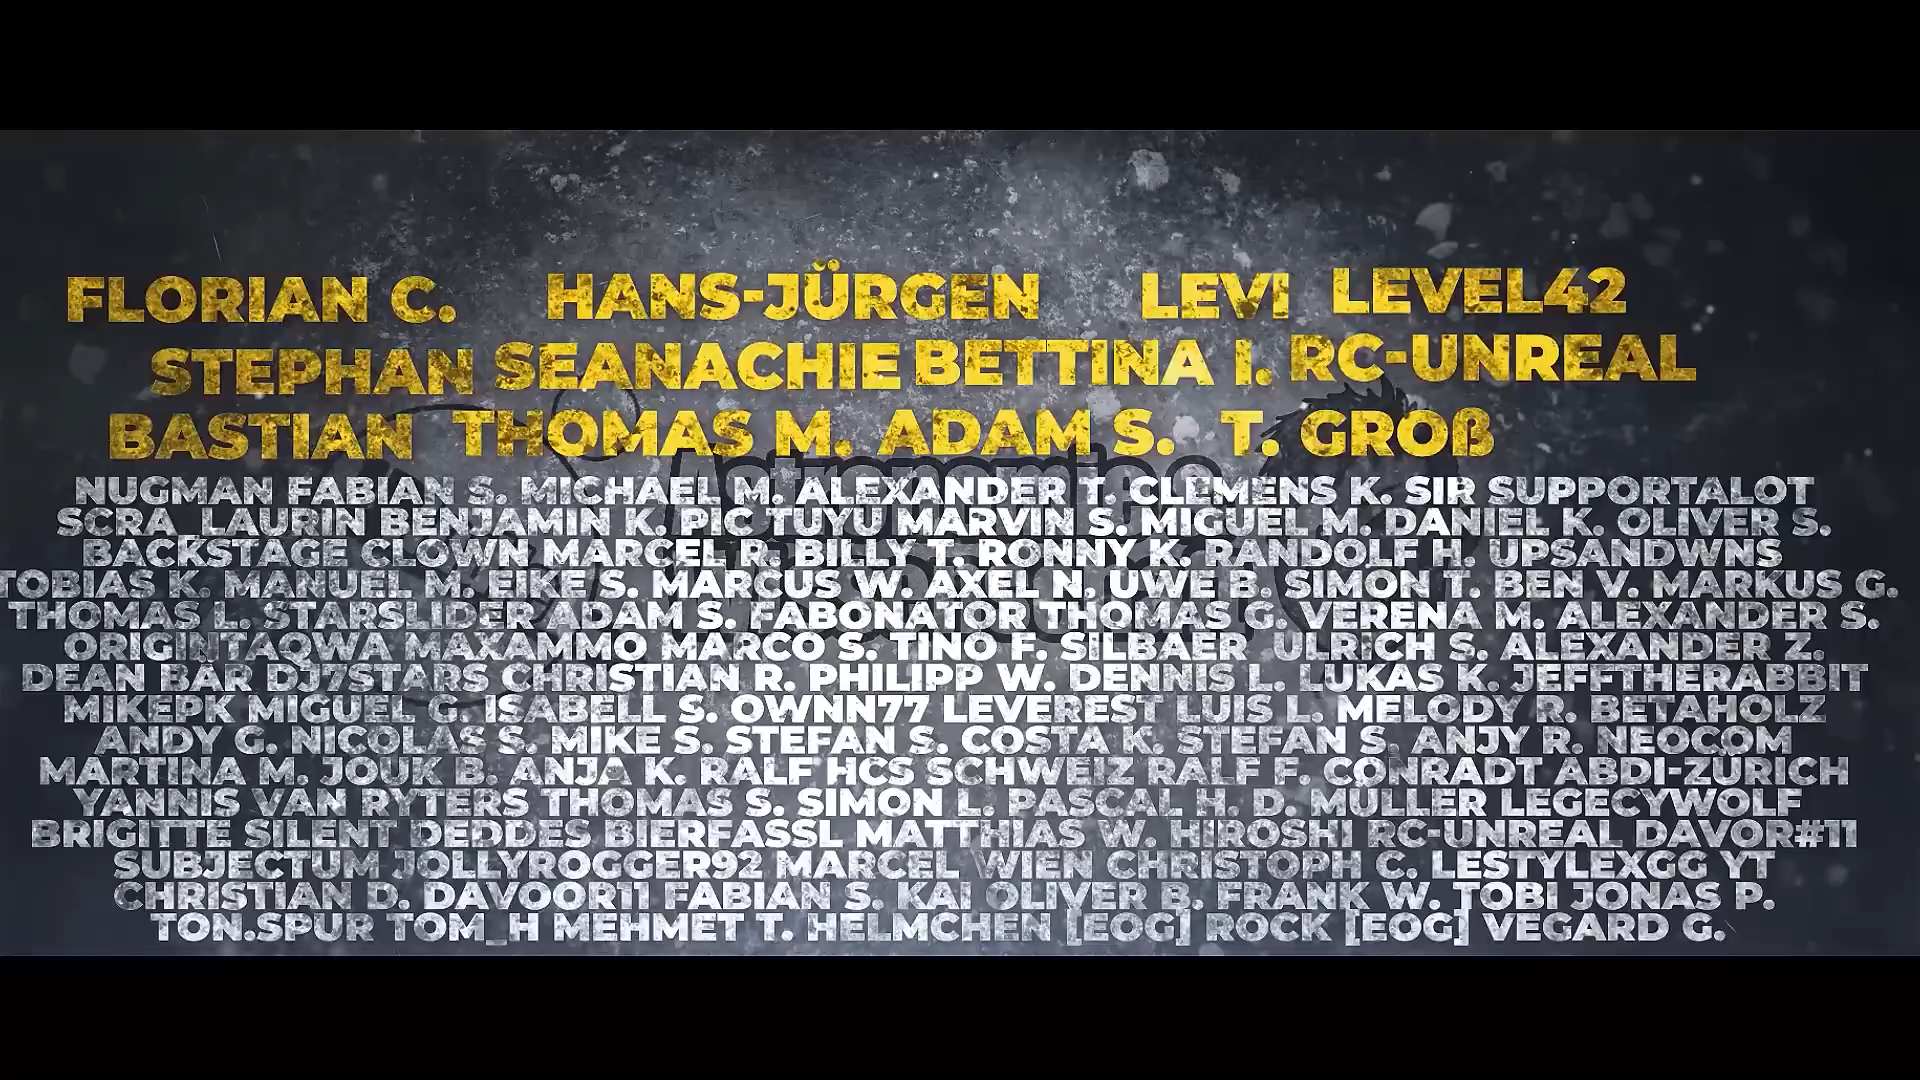 FLORIAN C. HANS-JÜRGEN LEVI LEVEL42
STEPHAN SEANACHIE BETTINA I. RC-UNREAL
BASTIAN THOMAS M. ADAM S. T. GROß
NUGMAN FABIAN S. MICHAEL M. ALEXANDER T. CLEMENS K. SIR SUPPORTALOT
SCRA_LAURIN BENJAMIN K. PIC TUYU MARVIN S. MIGUEL M. DANIEL K. OLIVER S.
BACKSTAGE CLOWN MARCEL R. BILLY T. RONNY K. RANDOLF H. UPSANDWNS
TOBIAS K. MANUEL M. EIKE S. MARCUS W. AXEL N. UWE B. SIMON T. BEN V. MARKUS G.
THOMAS L. STARSLIDER ADAM S. FABONATOR THOMAS G. VERENA M. ALEXANDER S.
ORIGINTAQWA MAXAMMO MARCO S. TINO F. SILBAER ULRICH S. ALEXANDER Z.
DEAN BÄR DJ7STARS CHRISTIAN R. PHILIPP W. DENNIS L. LUKAS K. JEFFTHERABBIT
MIKEPK MIGUEL G. ISABELL S. OWNN77 LEVEREST LUIS L. MELODY R. BETAHOLZ
ANDY G. NICOLAS S. MIKE S. STEFAN S. COSTA K. STEFAN S. ANJY R. NEOCOM
MARTINA M. JOUK B. ANJA K. RALF HCS SCHWEIZ RALF F. CONRADT ABDI-ZÜRICH
YANNIS VAN RYTERS THOMAS S. SIMON L. PASCAL H. D. MÜLLER LEGECYWOLF
BRIGITTE SILENT DEDDES BIERFASSL MATTHIAS W. HIROSHI RC-UNREAL DAVOR#11
SUBJECTUM JOLLYROGGER92 MARCEL WIEN CHRISTOPH C. LESTYLEXGG YT
CHRISTIAN D. DAVOOR11 FABIAN S. KAI OLIVER B. FRANK W. TOBI JONAS P.
TON.SPUR TOM_H MEHMET T. HELMCHEN [EOG] ROCK [EOG] VEGARD G.